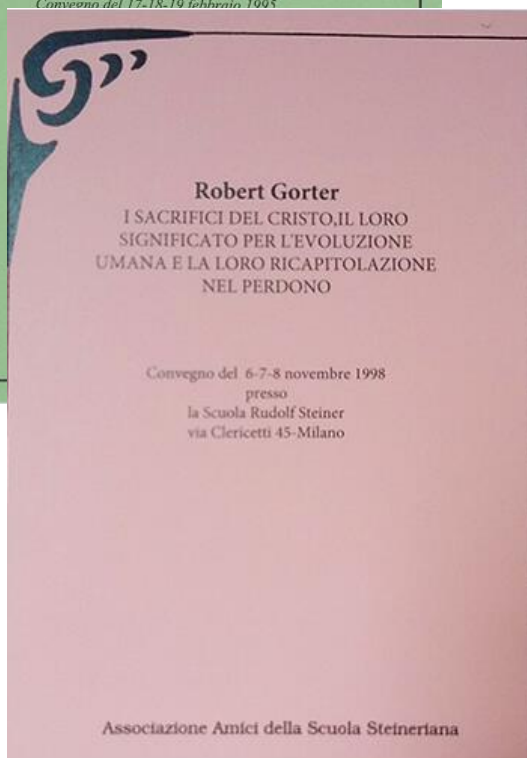 Convegno del 17-18-19 febbraio 1995
Robert Gorter
I SACRIFICI DEL CRISTO,IL LORO
SIGNIFICATO PER L'EVOLUZIONE
UMANA E LA LORO RICAPITOLAZIONE
NEL PERDONO
Convegno del 6-7-8 novembre 1998
presso
la Scuola Rudolf Steiner
via Clericetti 45-Milano
Associazione Amici della Scuola Steineriana